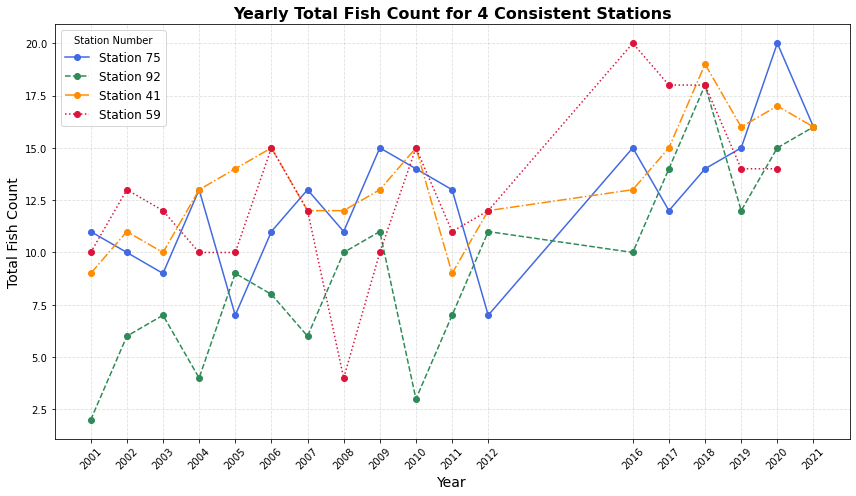 Yearly Total Fish Count for 4 Consistent Stations
Station Number
Station 75
Station 92
Station 41
Station 59
Total Fish Count
20.0
17.5
15.0
12.5
10.0
7.5
5.0
2.5
2001 2002 2003 2004 2005 2006 2007 2008 2009 2010 2011 2012 2016 2017 2018 2019 2020 2021
Year